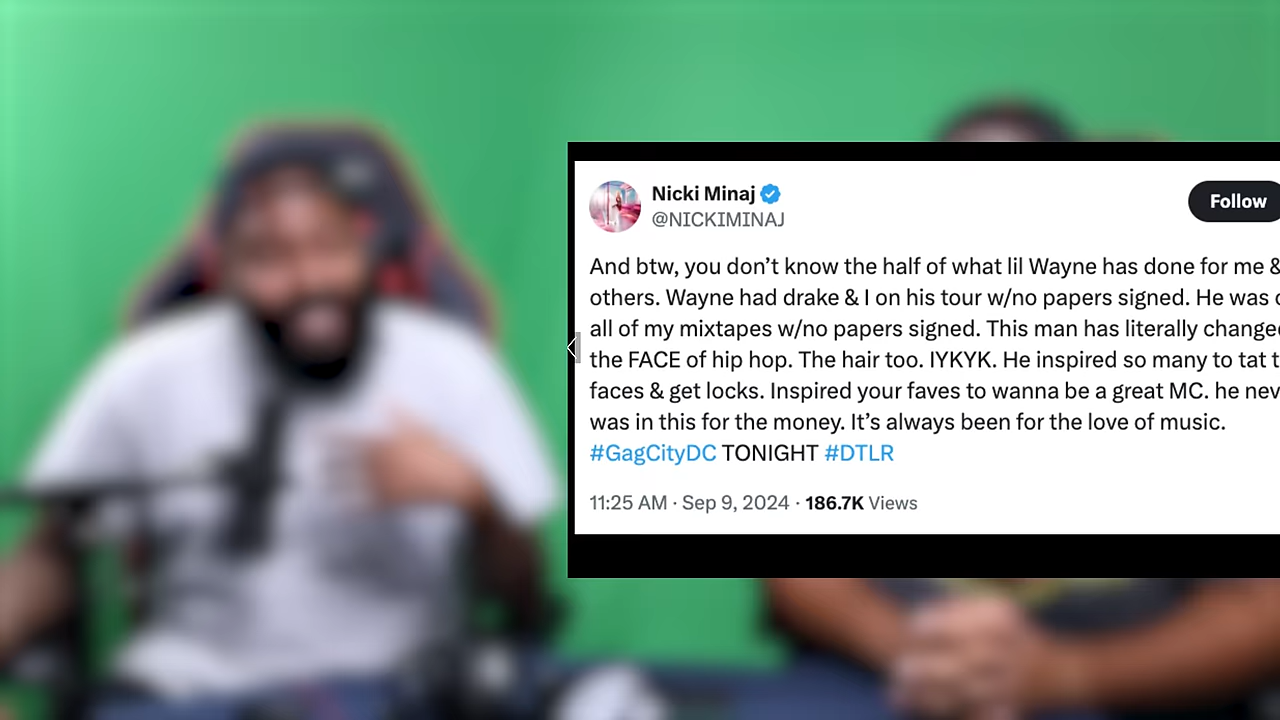 Nicki Minaj
@NICKIMINAJ
Follow
And btw, you don't know the half of what lil Wayne has done for me &
others. Wayne had drake & I on his tour w/no papers signed. He was
all of my mixtapes w/no papers signed. This man has literally
the FACE of hip hop. The hair too. IYKYK. He inspired so many to tat
faces & get locks. Inspired your faves to wanna be a great MC. he
was in this for the money. It's always been for the love of music.
#GagCityDC TONIGHT #DTLR
11:25 AM · Sep 9, 2024 · 186.7K Views